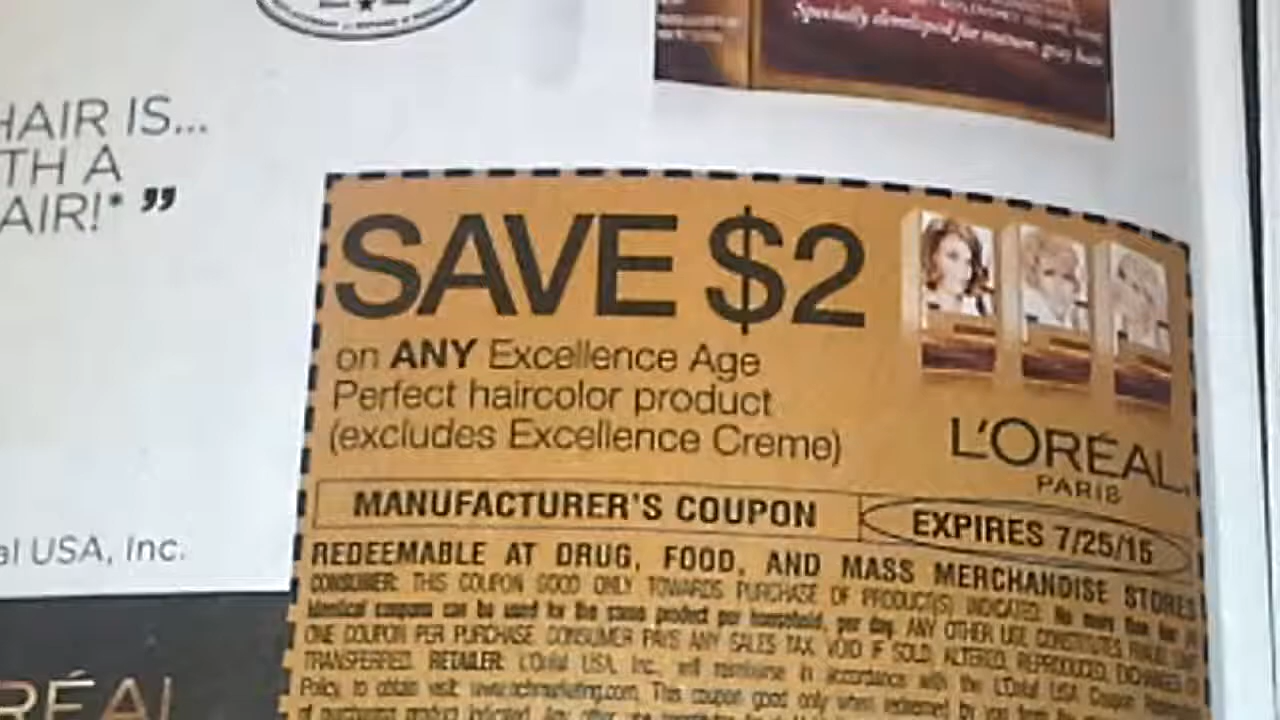 Specially developed for mature, gray hair
HAIR IS...
TH A
AIR!* ”
SAVE $2
on ANY Excellence Age
Perfect haircolor product
(excludes Excellence Creme)
L'ORÉAL
PARIS
MANUFACTURER'S COUPON
EXPIRES 7/25/15
al USA, Inc.
REDEEMABLE AT DRUG, FOOD, AND MASS MERCHANDISE STORES
CONSUMER: THIS COUPON GOOD ONLY TOWARDS PURCHASE OF PRODUCT(S) INDICATED. No more than
identical coupons can be used for the same product per household, per day. ANY OTHER USE CONSTITUTES FRAUD.
ONE COUPON PER PURCHASE. CONSUMER PAYS ANY SALES TAX. VOID IF SOLD, ALTERED, REPRODUCED, EXCHANGED
TRANSFERRED. RETAILER: L'Oréal USA, Inc., will reimburse in accordance with the L'Oréal USA Coupon
Policy, to obtain visit: This coupon good only when redeemed by you from
RÉAL